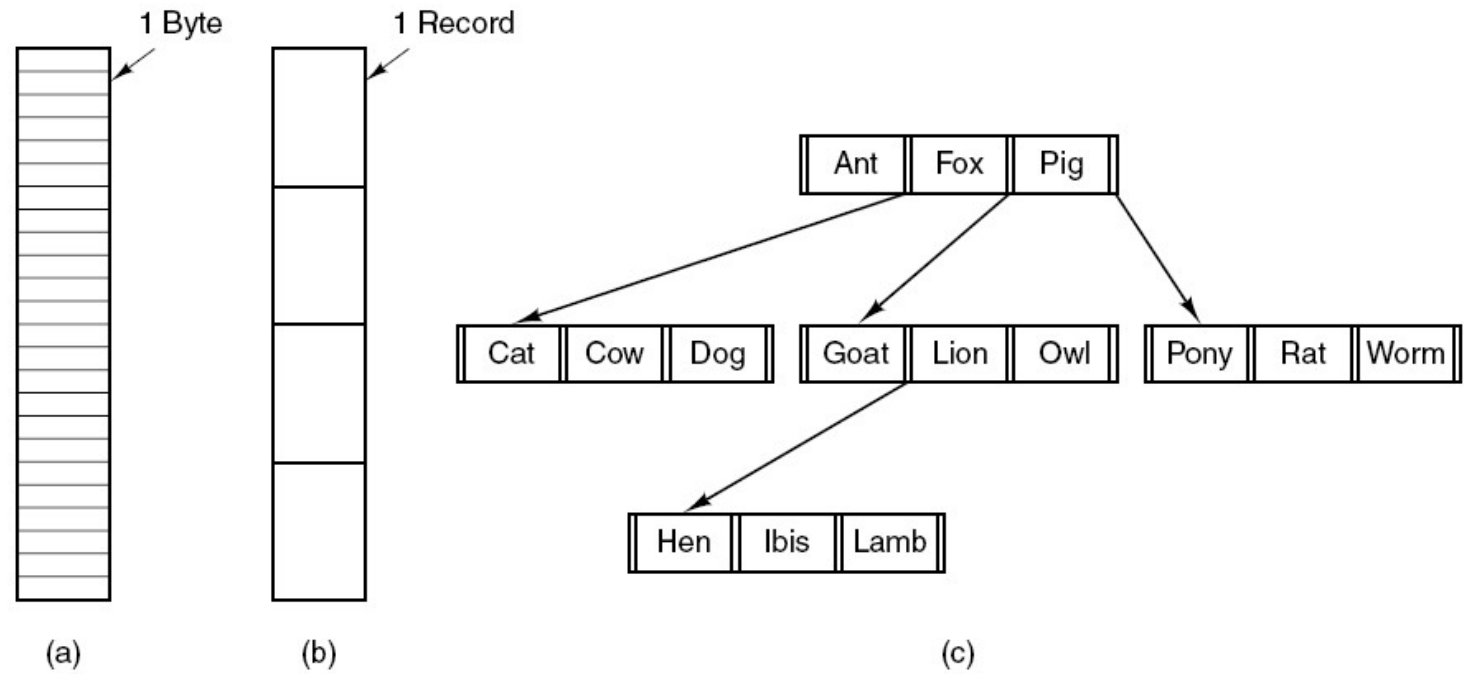 1 Byte
1 Record
Ant Fox Pig
Cat Cow Dog
Goat Lion Owl
Pony Rat Worm
Hen Ibis Lamb
(a)
(b)
(c)